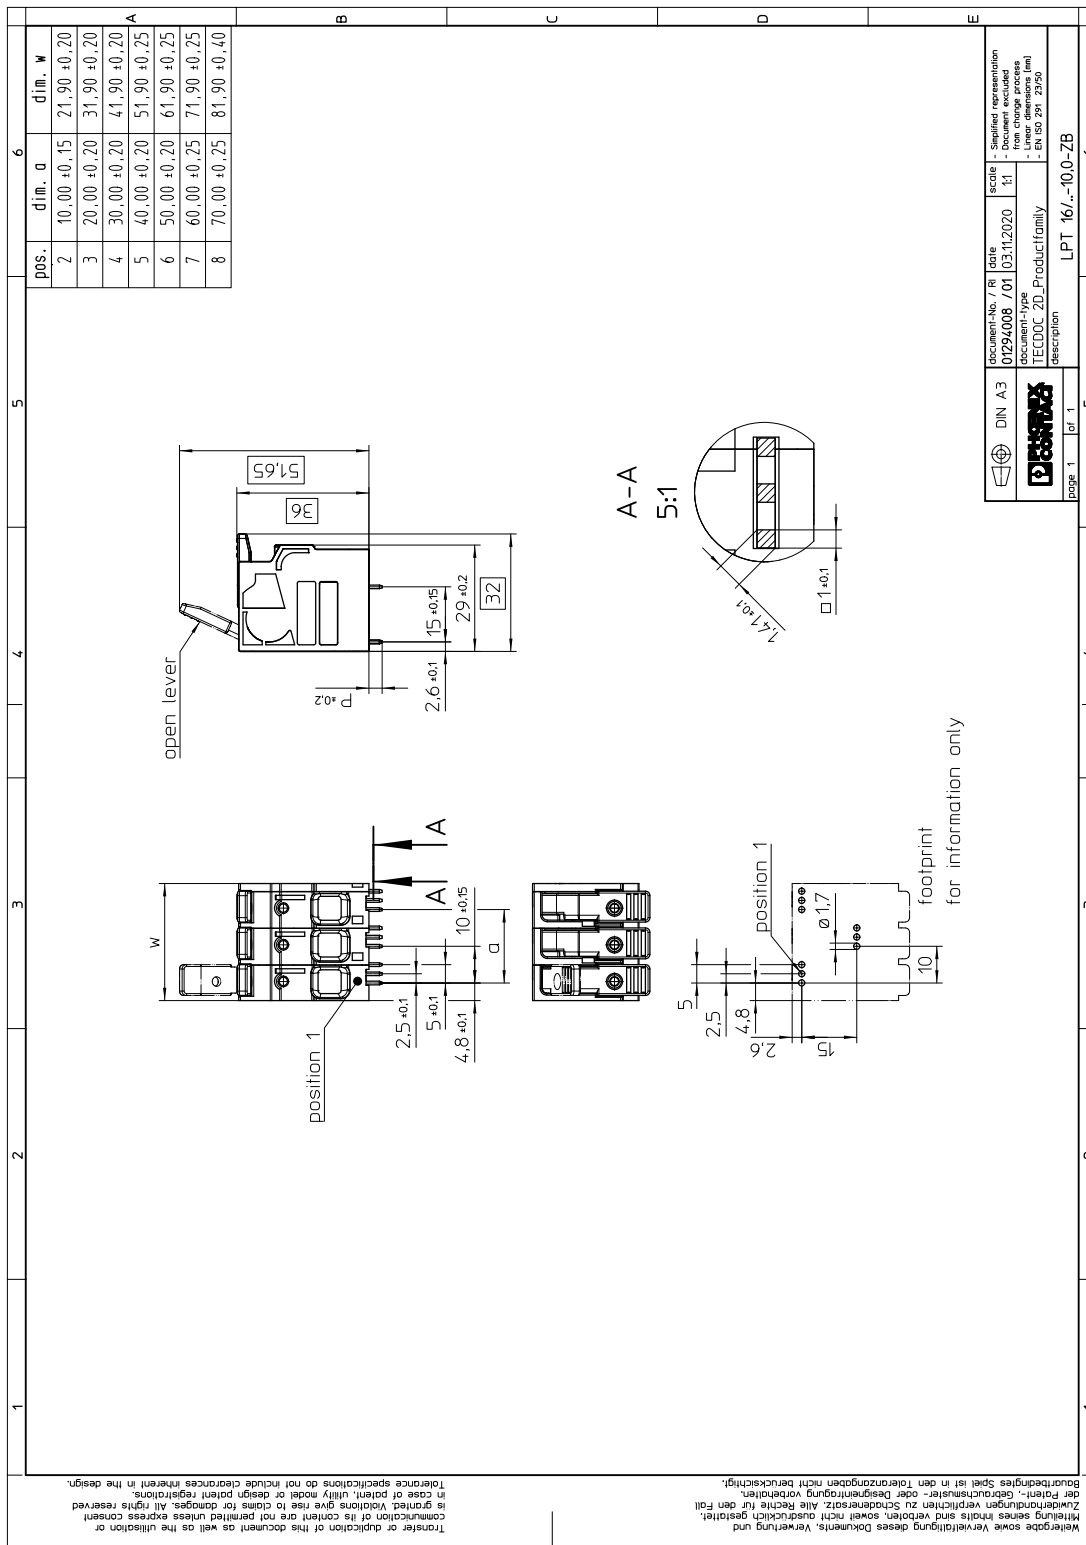 pos. dim. a dim. w
2 10,00 ±0,15 21,90 ±0,20
3 20,00 ±0,20 31,90 ±0,20
4 30,00 ±0,20 41,90 ±0,20
5 40,00 ±0,20 51,90 ±0,25
6 50,00 ±0,20 61,90 ±0,25
7 60,00 ±0,25 71,90 ±0,25
8 70,00 ±0,25 81,90 ±0,40
1 2 3 4 5 6
A
B
C
D
E
open lever
51,65
36
P ±0,2
2,6 ±0,1
15 ±0,15
29 ±0,2
32
w
position 1
A
A
2,5 ±0,1
5 ±0,1
4,8 ±0,1
10 ±0,15
a
A-A
5:1
1,41 ±0,1
□ 1 ±0,1
position 1
5
2,5
4,8
2,6
15
ø 1,7
10
footprint
for information only
DIN A3
document-No. / RI
01294008 / 01
date
03.11.2020
scale
1:1
- Simplified representation
- Document excluded
from change process
- Linear dimensions [mm]
- EN ISO 291 23/50
PHOENIX
CONTACT
document-type
TECDOC 2D_Productfamily
page 1 of 1
description
LPT 16/..-10,0-ZB
Transfer or duplication of this document as well as the utilisation or
communication of its content are not permitted unless express consent
is granted. Violations give rise to claims for damages. All rights reserved
in case of patent, utility model or design patent registrations.
Tolerance specifications do not include clearances inherent in the design.
Weitergabe sowie Vervielfältigung dieses Dokuments, Verwertung und
Mitteilung seines Inhalts sind verboten, soweit nicht ausdrücklich gestattet.
Zuwiderhandlungen verpflichten zu Schadenersatz. Alle Rechte für den Fall
der Patent-, Gebrauchsmuster- oder Designeintragung vorbehalten.
Bauartbedingtes Spiel ist in den Toleranzangaben nicht berücksichtigt.